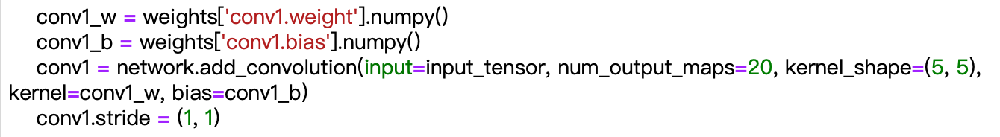 conv1_w = weights['conv1.weight'].numpy()
conv1_b = weights['conv1.bias'].numpy()
conv1 = network.add_convolution(input=input_tensor, num_output_maps=20, kernel_shape=(5, 5),
kernel=conv1_w, bias=conv1_b)
conv1.stride = (1, 1)